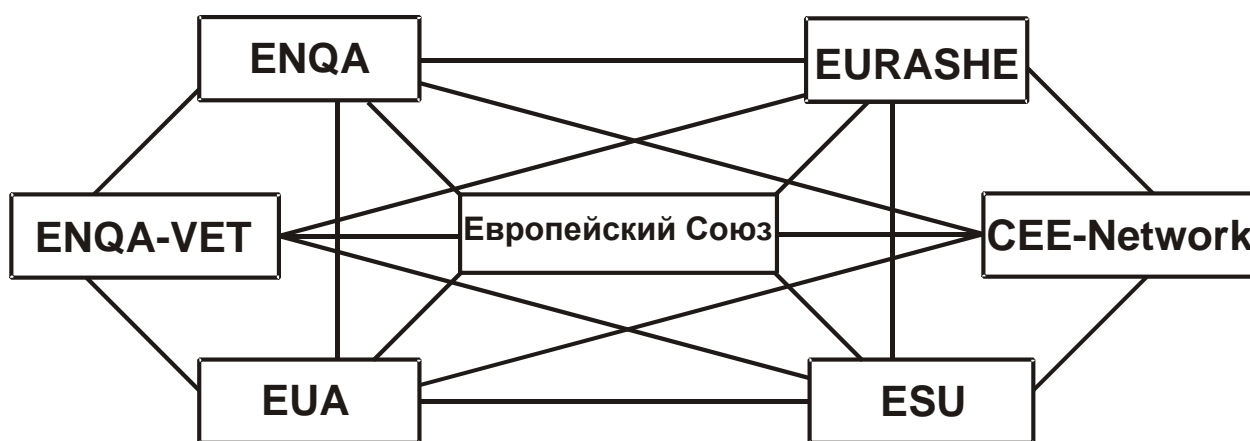 ENQA
EURASHE
ENQA-VET
Европейский Союз
CEE-Network
EUA
ESU